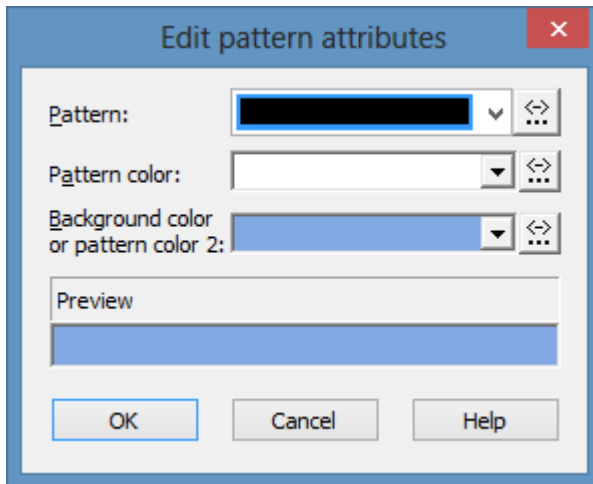 Edit pattern attributes
Pattern:
Pattern color:
Background color
or pattern color 2:
Preview
OK Cancel Help